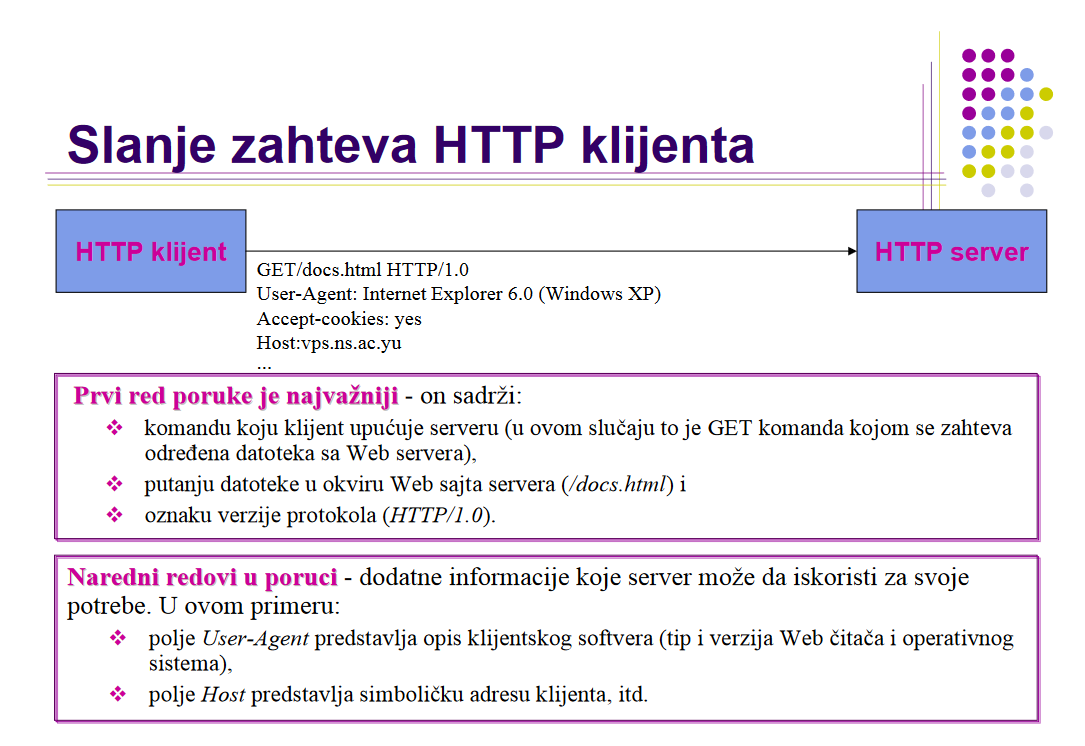 Slanje zahteva HTTP klijenta
HTTP klijent
HTTP server
GET/docs.html HTTP/1.0
User-Agent: Internet Explorer 6.0 (Windows XP)
Accept-cookies: yes
Host:vps.ns.ac.yu
...
Prvi red poruke je najvažniji - on sadrži:
komandu koju klijent upućuje serveru (u ovom slučaju to je GET komanda kojom se zahteva
određena datoteka sa Web servera),
putanju datoteke u okviru Web sajta servera (/docs.html) i
oznaku verzije protokola (HTTP/1.0).
Naredni redovi u poruci - dodatne informacije koje server može da iskoristi za svoje
potrebe. U ovom primeru:
polje User-Agent predstavlja opis klijentskog softvera (tip i verzija Web čitača i operativnog
sistema),
polje Host predstavlja simboličku adresu klijenta, itd.